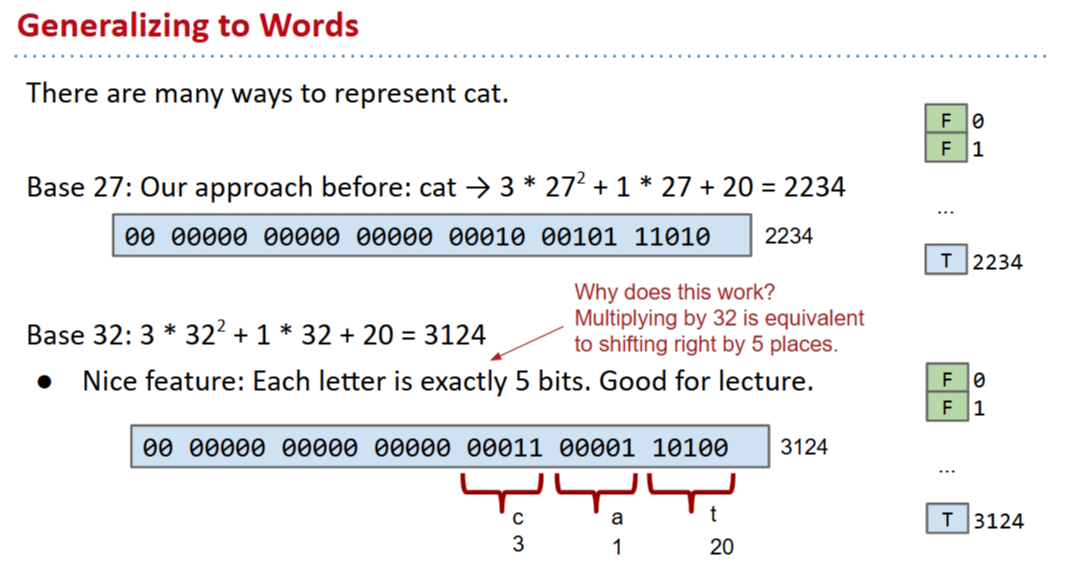 Generalizing to Words
There are many ways to represent cat.
F 0
F 1
...
T 2234
Base 27: Our approach before: cat → 3 * 27² + 1 * 27 + 20 = 2234
00 00000 00000 00000 00010 00101 11010 2234
Why does this work?
Multiplying by 32 is equivalent
to shifting right by 5 places.
Base 32: 3 * 32² + 1 * 32 + 20 = 3124
● Nice feature: Each letter is exactly 5 bits. Good for lecture.
F 0
F 1
...
T 3124
00 00000 00000 00000 00011 00001 10100 3124
c a t
3 1 20